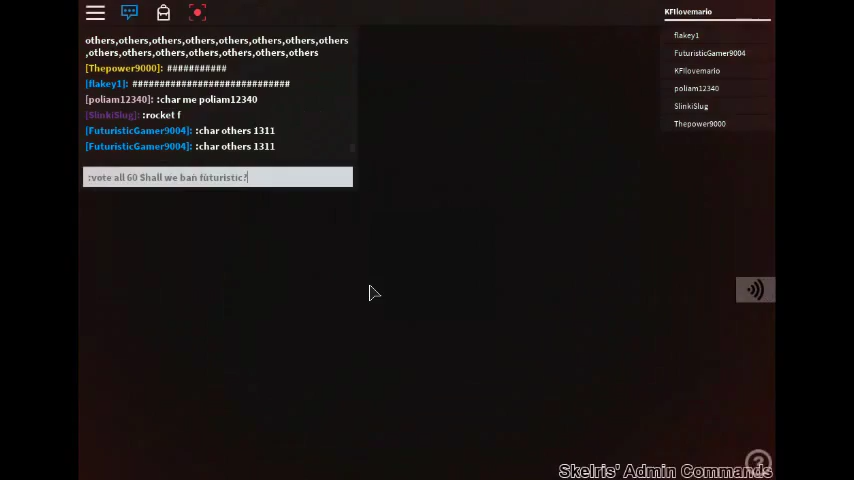 KFIlovemario
others,others,others,others,others,others,others,others
,others,others,others,others,others,others,others
[Thepower9000]: ###########
[flakey1]: #############################
[poliam12340]: :char me poliam12340
[SlinkiSlug]: :rocket f
[FuturisticGamer9004]: :char others 1311
[FuturisticGamer9004]: :char others 1311
:vote all 60 Shall we ban futuristic?
flakey1
FuturisticGamer9004
KFIlovemario
poliam12340
SlinkiSlug
Thepower9000
?
Skelris' Admin Commands